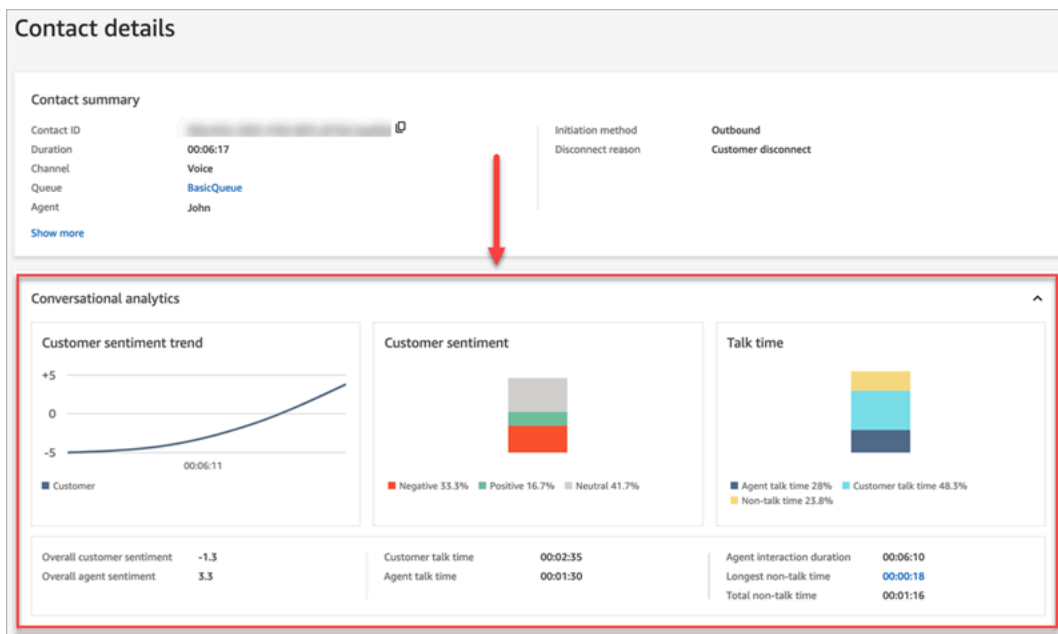 Contact details
Contact summary
Contact ID
Duration 00:06:17
Channel Voice
Queue BasicQueue
Agent John
Show more
Initiation method Outbound
Disconnect reason Customer disconnect
Conversational analytics
Customer sentiment trend
+5
0
-5
00:06:11
Customer
Customer sentiment
Negative 33.3% Positive 16.7% Neutral 41.7%
Talk time
Agent talk time 28% Customer talk time 48.3%
Non-talk time 23.8%
Overall customer sentiment -1.3
Overall agent sentiment 3.3
Customer talk time 00:02:35
Agent talk time 00:01:30
Agent interaction duration 00:06:10
Longest non-talk time 00:00:18
Total non-talk time 00:01:16